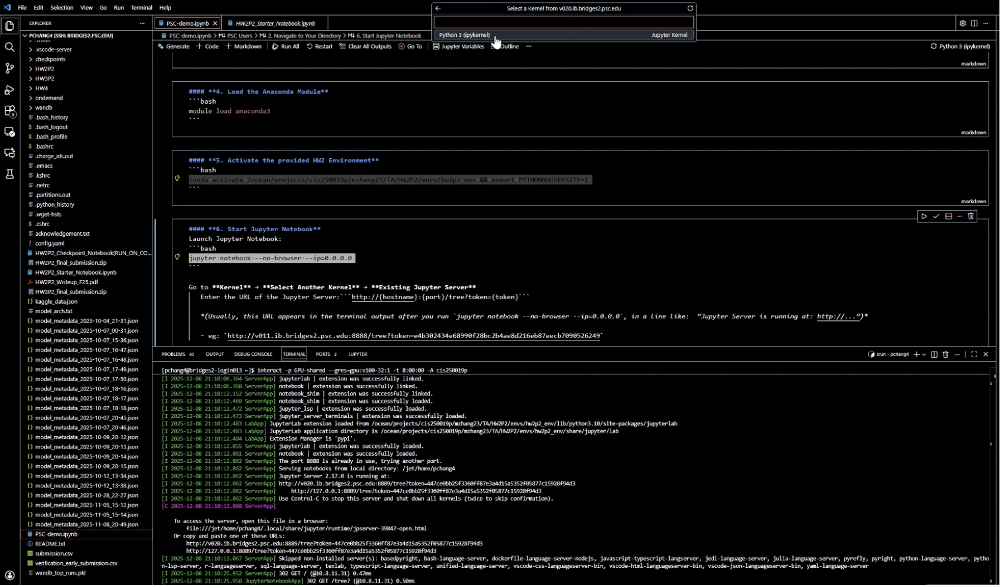 File Edit Selection View Go Run Terminal Help
Select a Kernel from v020.ib.bridges2.psc.edu
Python 3 (ipykernel) Jupyter Kernel
EXPLORER
PCHANG4 [SSH: BRIDGES2.PSC.EDU]
.vscode-server
checkpoints
HW2P2
HW3P2
HW4
ondemand
wandb
.bash_history
.bash_logout
.bash_profile
.bashrc
.charge_ids.out
.emacs
.kshrc
.netrc
.partitions.out
.python_history
.wget-hsts
.zshrc
acknowledgement.txt
config.yaml
HW2P2_Checkpoint_Notebook(RUN_ON_CO...
HW2P2_final_submission.zip
HW2P2_Starter_Notebook.ipynb
HW2P2_Writeup_F25.pdf
HW3P2_final_submission.zip
kaggle_data.json
model_arch.txt
model_metadata_2025-10-04_21-31.json
model_metadata_2025-10-07_00-31.json
model_metadata_2025-10-07_15-36.json
model_metadata_2025-10-07_16-47.json
model_metadata_2025-10-07_16-48.json
model_metadata_2025-10-07_17-49.json
model_metadata_2025-10-07_17-50.json
model_metadata_2025-10-07_18-16.json
model_metadata_2025-10-07_18-17.json
model_metadata_2025-10-07_18-18.json
model_metadata_2025-10-07_20-45.json
model_metadata_2025-10-07_20-46.json
model_metadata_2025-10-09_20-12.json
model_metadata_2025-10-09_20-13.json
model_metadata_2025-10-09_20-14.json
model_metadata_2025-10-09_20-15.json
model_metadata_2025-10-12_13-34.json
model_metadata_2025-10-12_13-38.json
model_metadata_2025-10-28_22-27.json
model_metadata_2025-11-05_15-12.json
model_metadata_2025-11-05_15-14.json
model_metadata_2025-11-08_20-49.json
PSC-demo.ipynb
README.txt
submission.csv
verification_early_submission.csv
wandb_top_runs.pkl
PSC-demo.ipynb HW2P2_Starter_Notebook.ipynb
PSC-demo.ipynb > M↓ PSC Users > M↓ 2. Navigate to Your Directory > M↓ 6. Start Jupyter Notebook
Generate + Code + Markdown Run All Restart Clear All Outputs Go To Jupyter Variables Outline ... Python 3 (ipykernel)
markdown
#### **4. Load the Anaconda Module**
```bash
module load anaconda3
```
markdown
#### **5. Activate the provided HW2 Environment**
```bash
conda activate /ocean/projects/cis250019p/mzhang23/TA/HW2P2/envs/hw2p2_env && export PYTHONNOUSERSITE=1
```
markdown
#### **6. Start Jupyter Notebook**
Launch Jupyter Notebook:
```bash
jupyter notebook --no-browser --ip=0.0.0.0
```
Go to **Kernel** → **Select Another Kernel** → **Existing Jupyter Server**
Enter the URL of the Jupyter Server:```http://{hostname}:{port}/tree?token={token}```
*(Usually, this URL appears in the terminal output after you run `jupyter notebook --no-browser --ip=0.0.0.0`, in a line like: “Jupyter Server is running at: http://...”)*
- eg: `http://v011.ib.bridges2.psc.edu:8888/tree?token=e4b302434e68990f28bc2b4ae8d216eb87eecb7090526249`
PROBLEMS 40 OUTPUT DEBUG CONSOLE TERMINAL PORTS 2 JUPYTER
srun - pchang4
[pchang4@bridges2-login013 ~]$ interact -p GPU-shared --gres=gpu:v100-32:1 -t 8:00:00 -A cis250019p
[I 2025-12-08 21:10:06.364 ServerApp] jupyterlab | extension was successfully linked.
[I 2025-12-08 21:10:06.368 ServerApp] notebook | extension was successfully linked.
[I 2025-12-08 21:10:12.152 ServerApp] notebook_shim | extension was successfully linked.
[I 2025-12-08 21:10:12.469 ServerApp] notebook_shim | extension was successfully loaded.
[I 2025-12-08 21:10:12.472 ServerApp] jupyter_lsp | extension was successfully loaded.
[I 2025-12-08 21:10:12.473 ServerApp] jupyter_server_terminals | extension was successfully loaded.
[I 2025-12-08 21:10:12.483 LabApp] JupyterLab extension loaded from /ocean/projects/cis250019p/mzhang23/TA/HW2P2/envs/hw2p2_env/lib/python3.10/site-packages/jupyterlab
[I 2025-12-08 21:10:12.483 LabApp] JupyterLab application directory is /ocean/projects/cis250019p/mzhang23/TA/HW2P2/envs/hw2p2_env/share/jupyter/lab
[I 2025-12-08 21:10:12.484 LabApp] Extension Manager is 'pypi'.
[I 2025-12-08 21:10:12.855 ServerApp] jupyterlab | extension was successfully loaded.
[I 2025-12-08 21:10:12.861 ServerApp] notebook | extension was successfully loaded.
[I 2025-12-08 21:10:12.862 ServerApp] The port 8888 is already in use, trying another port.
[I 2025-12-08 21:10:12.862 ServerApp] Serving notebooks from local directory: /jet/home/pchang4
[I 2025-12-08 21:10:12.862 ServerApp] Jupyter Server 2.17.0 is running at:
[I 2025-12-08 21:10:12.862 ServerApp] http://v020.ib.bridges2.psc.edu:8889/tree?token=447ce0bb25f3360ff87e3a4d15a5352f05877c15928f94d3
[I 2025-12-08 21:10:12.862 ServerApp] http://127.0.0.1:8889/tree?token=447ce0bb25f3360ff87e3a4d15a5352f05877c15928f94d3
[I 2025-12-08 21:10:12.862 ServerApp] Use Control-C to stop this server and shut down all kernels (twice to skip confirmation).
[C 2025-12-08 21:10:12.868 ServerApp]
To access the server, open this file in a browser:
file:///jet/home/pchang4/.local/share/jupyter/runtime/jpserver-39847-open.html
Or copy and paste one of these URLs:
http://v020.ib.bridges2.psc.edu:8889/tree?token=447ce0bb25f3360ff87e3a4d15a5352f05877c15928f94d3
http://127.0.0.1:8889/tree?token=447ce0bb25f3360ff87e3a4d15a5352f05877c15928f94d3
[I 2025-12-08 21:10:13.067 ServerApp] Skipped non-installed server(s): basedpyright, bash-language-server, dockerfile-language-server-nodejs, javascript-typescript-langserver, jedi-language-server, julia-language-server, pyrefly, pyright, python-language-server, pytho
n-lsp-server, r-languageserver, sql-language-server, texlab, typescript-language-server, unified-language-server, vscode-css-languageserver-bin, vscode-html-languageserver-bin, vscode-json-languageserver-bin, yaml-language-server
[I 2025-12-08 21:10:25.952 ServerApp] 302 GET / (@10.8.11.31) 0.47ms
[I 2025-12-08 21:10:25.958 JupyterNotebookApp] 302 GET /tree? (@10.8.11.31) 0.50ms